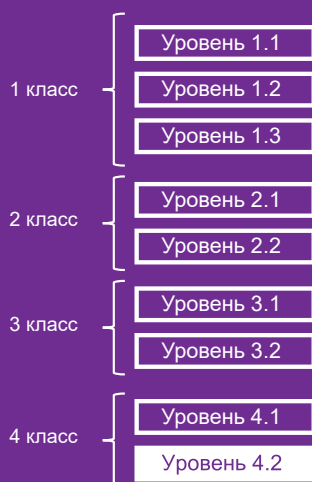 1 класс
Уровень 1.1
Уровень 1.2
Уровень 1.3
2 класс
Уровень 2.1
Уровень 2.2
3 класс
Уровень 3.1
Уровень 3.2
4 класс
Уровень 4.1
Уровень 4.2